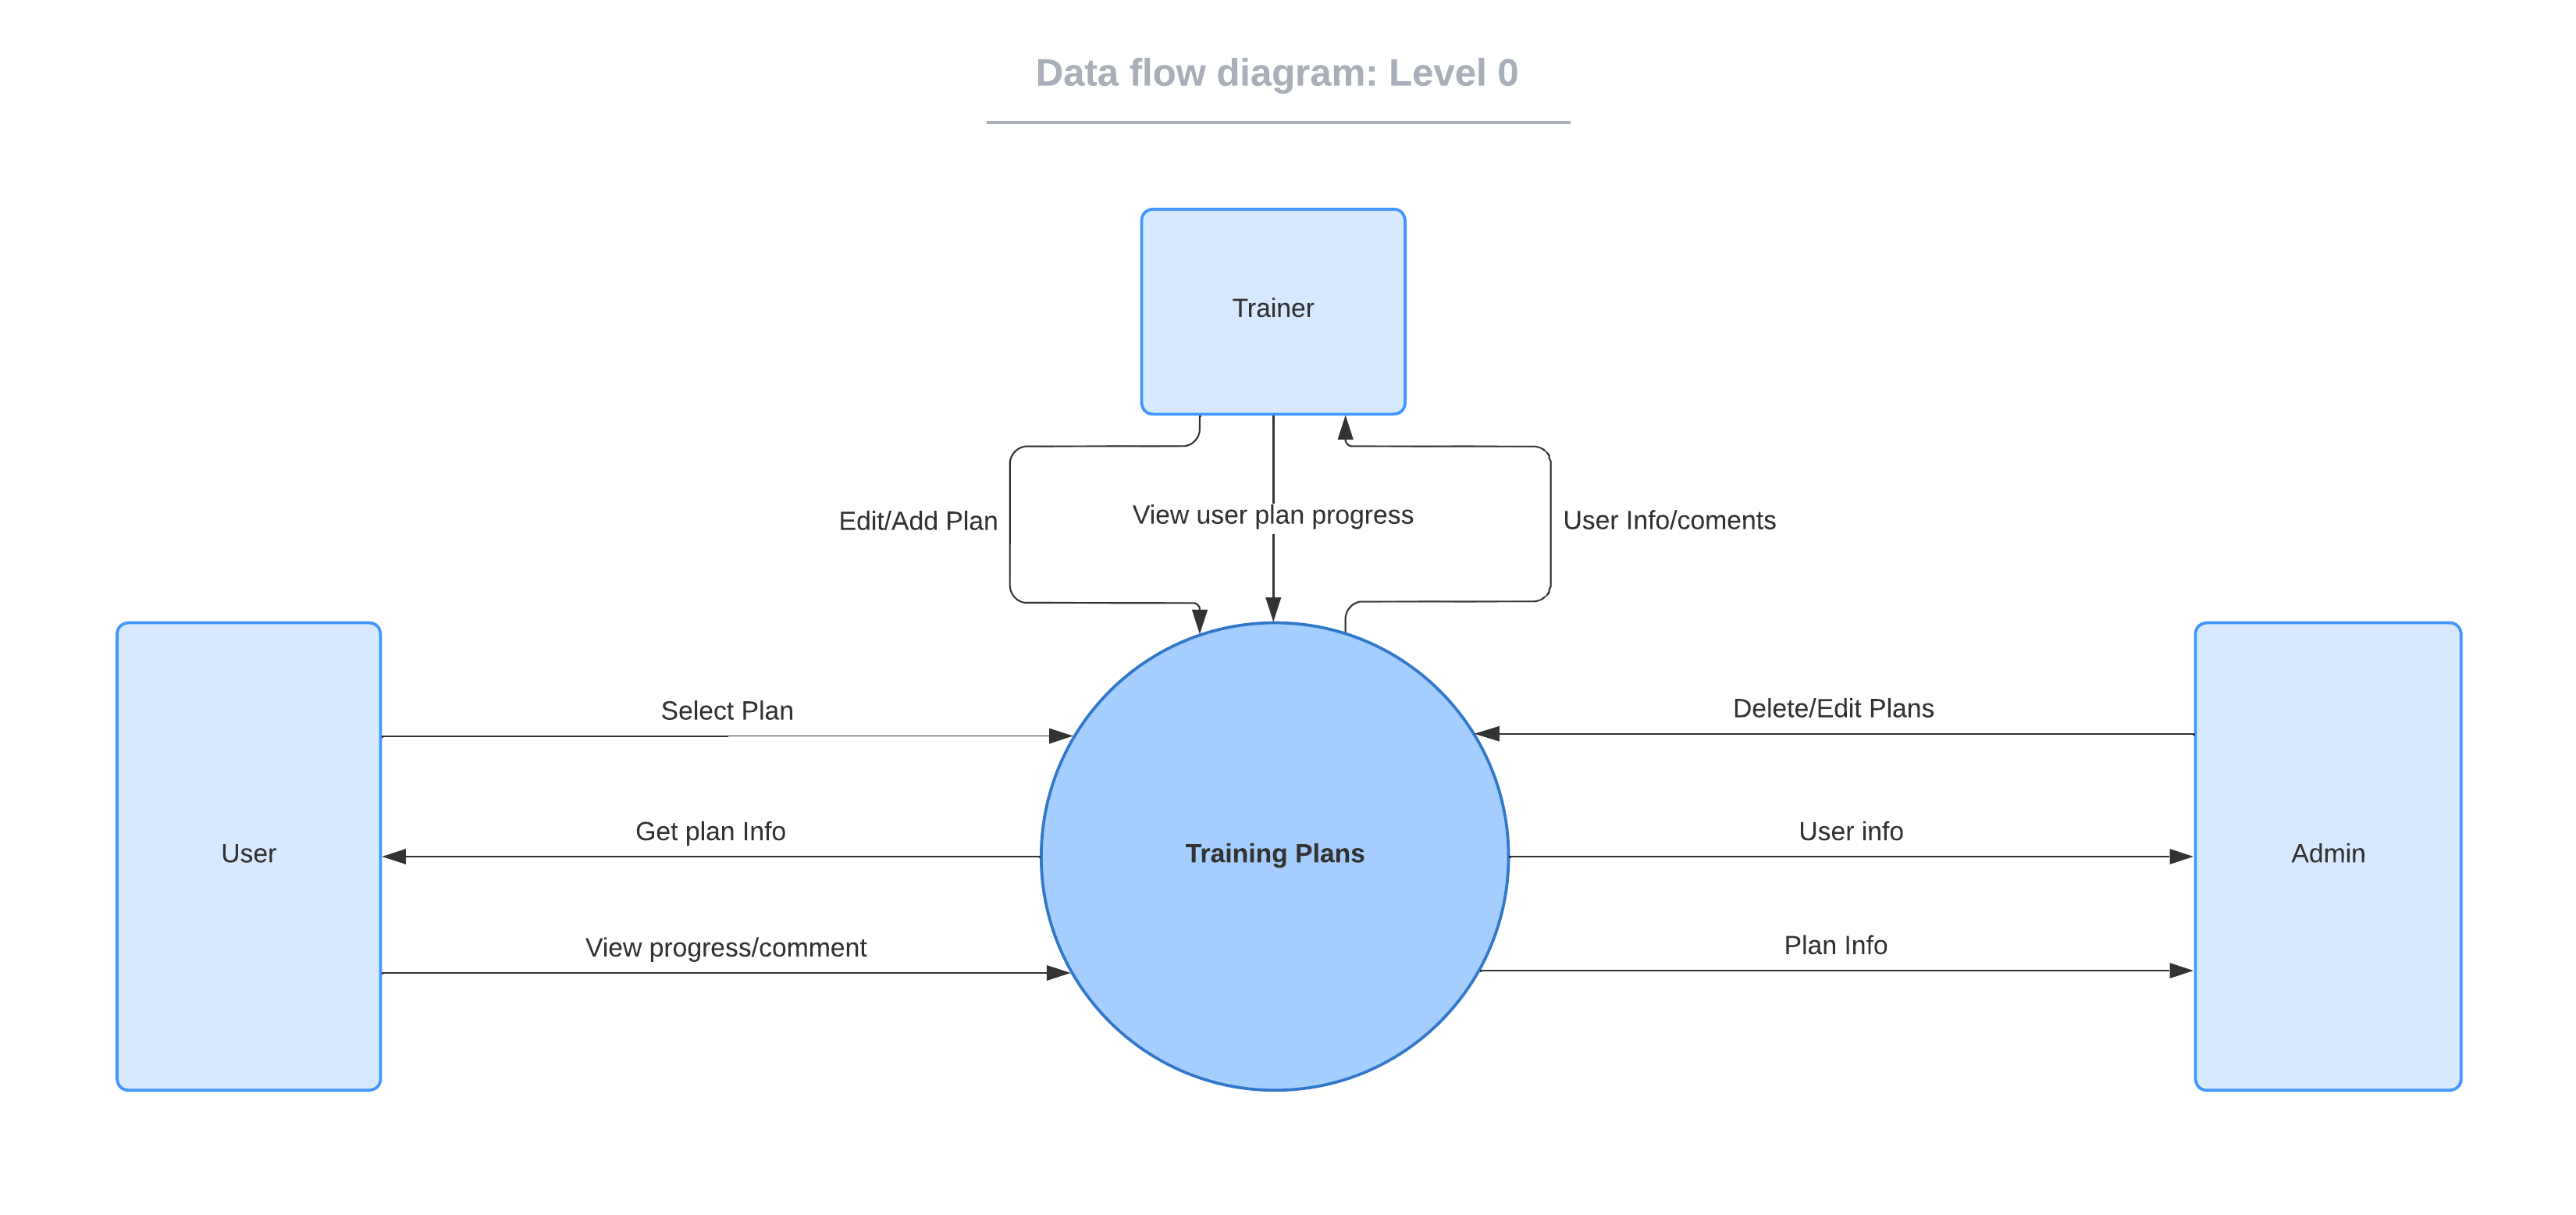 Data flow diagram: Level 0
Trainer
Edit/Add Plan
View user plan progress
User Info/coments
Select Plan
Delete/Edit Plans
Get plan Info
User info
User
Training Plans
Admin
View progress/comment
Plan Info